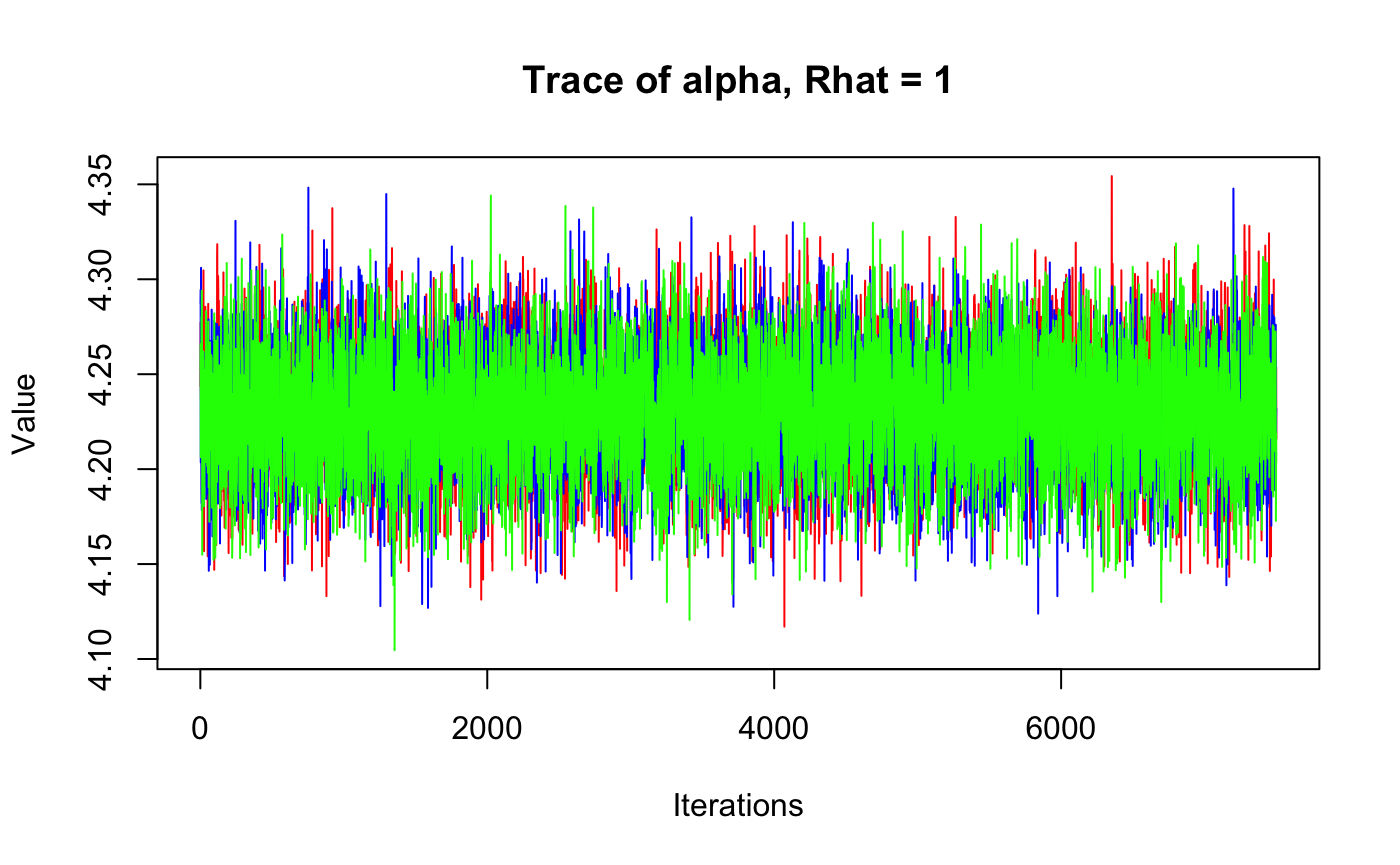 Trace of alpha, Rhat = 1
Value
4.35
4.30
4.25
4.20
4.15
4.10
0 2000 4000 6000
Iterations